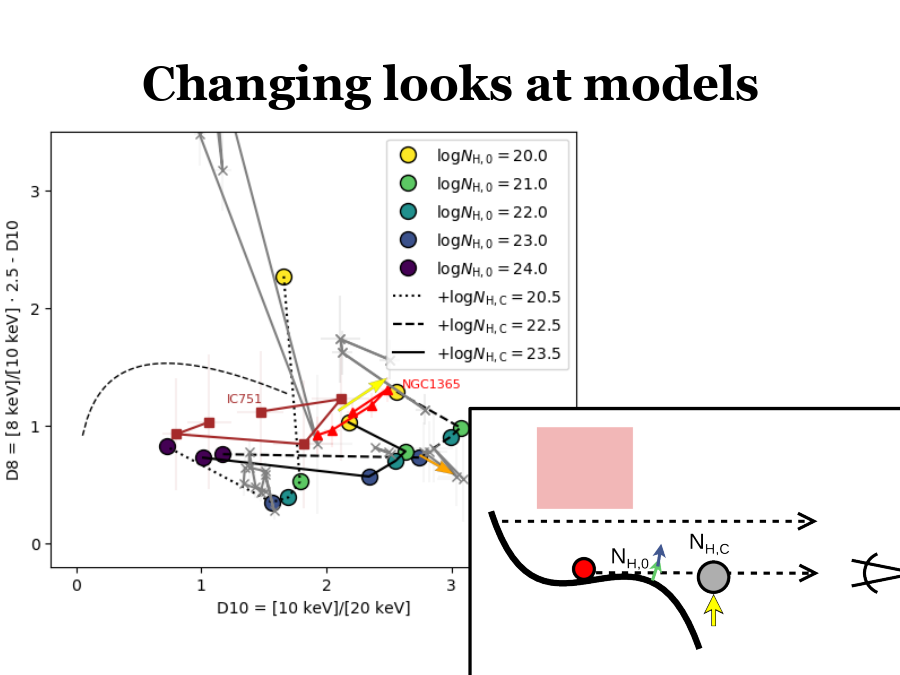 Changing looks at models
logN_H,0 = 20.0
logN_H,0 = 21.0
logN_H,0 = 22.0
logN_H,0 = 23.0
logN_H,0 = 24.0
+logN_H,C = 20.5
+logN_H,C = 22.5
+logN_H,C = 23.5
D8 = [8 keV]/[10 keV] · 2.5 - D10
3
2
1
0
IC751
NGC1365
0
1
2
3
D10 = [10 keV]/[20 keV]
N_H,0
N_H,C